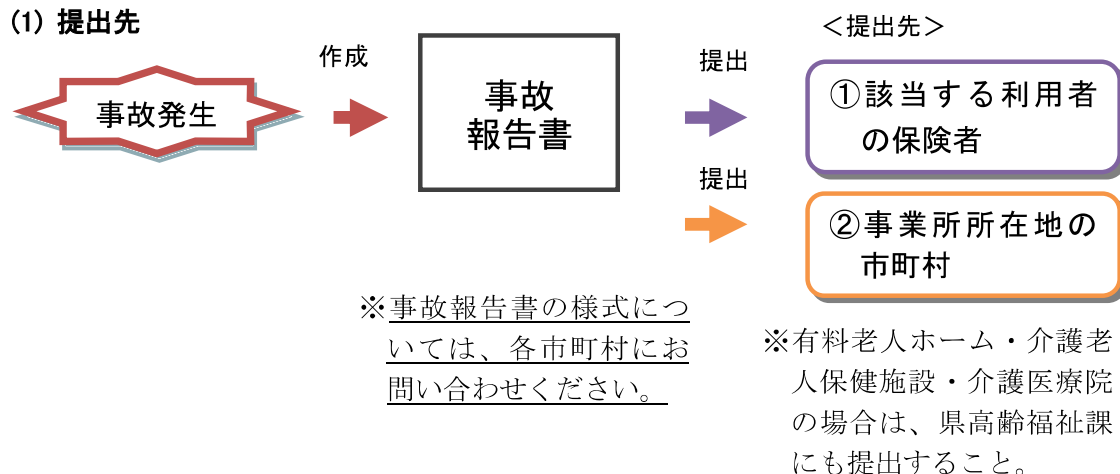 (1) 提出先
＜提出先＞
作成
提出
事故発生
事故
報告書
①該当する利用者
の保険者
提出
②事業所所在地の
市町村
※事故報告書の様式につ
いては、各市町村にお
問い合わせください。
※有料老人ホーム・介護老
人保健施設・介護医療院
の場合は、県高齢福祉課
にも提出すること。